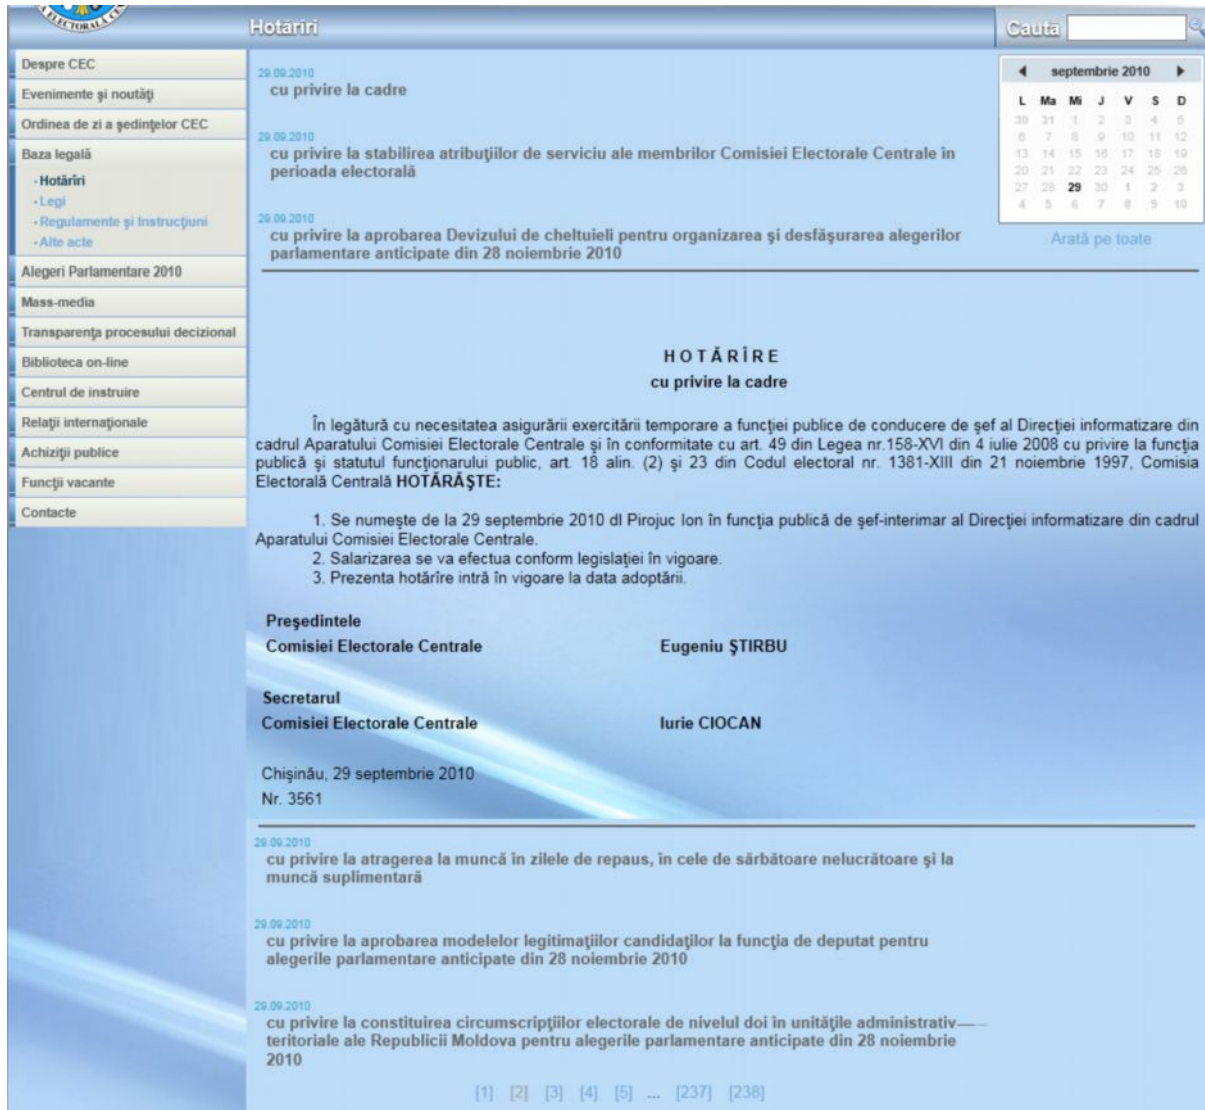 A ELECTORALĂ CE
Hotărîri
Caută
Despre CEC
Evenimente şi noutăţi
Ordinea de zi a şedinţelor CEC
Baza legală
- Hotărîri
- Legi
- Regulamente şi Instrucţiuni
- Alte acte
Alegeri Parlamentare 2010
Mass-media
Transparenţa procesului decizional
Biblioteca on-line
Centrul de instruire
Relaţii internaţionale
Achiziţii publice
Funcţii vacante
Contacte
29.09.2010
cu privire la cadre
29.09.2010
cu privire la stabilirea atribuţiilor de serviciu ale membrilor Comisiei Electorale Centrale în
perioada electorală
29.09.2010
cu privire la aprobarea Devizului de cheltuieli pentru organizarea şi desfăşurarea alegerilor
parlamentare anticipate din 28 noiembrie 2010
septembrie 2010
L Ma Mi J V S D
30 31 1 2 3 4 5
6 7 8 9 10 11 12
13 14 15 16 17 18 19
20 21 22 23 24 25 26
27 28 29 30 1 2 3
4 5 6 7 8 9 10
Arată pe toate
H O T Ă R Î R E
cu privire la cadre
În legătură cu necesitatea asigurării exercitării temporare a funcţiei publice de conducere de şef al Direcţiei informatizare din
cadrul Aparatului Comisiei Electorale Centrale şi în conformitate cu art. 49 din Legea nr.158-XVI din 4 iulie 2008 cu privire la funcţia
publică şi statutul funcţionarului public, art. 18 alin. (2) şi 23 din Codul electoral nr. 1381-XIII din 21 noiembrie 1997, Comisia
Electorală Centrală HOTĂRĂŞTE:
1. Se numeşte de la 29 septembrie 2010 dl Pirojuc Ion în funcţia publică de şef-interimar al Direcţiei informatizare din cadrul
Aparatului Comisiei Electorale Centrale.
2. Salarizarea se va efectua conform legislaţiei în vigoare.
3. Prezenta hotărîre intră în vigoare la data adoptării.
Preşedintele
Comisiei Electorale Centrale Eugeniu ŞTIRBU
Secretarul
Comisiei Electorale Centrale Iurie CIOCAN
Chişinău, 29 septembrie 2010
Nr. 3561
29.09.2010
cu privire la atragerea la muncă în zilele de repaus, în cele de sărbătoare nelucrătoare şi la
muncă suplimentară
29.09.2010
cu privire la aprobarea modelelor legitimaţiilor candidaţilor la funcţia de deputat pentru
alegerile parlamentare anticipate din 28 noiembrie 2010
29.09.2010
cu privire la constituirea circumscripţiilor electorale de nivelul doi în unităţile administrativ-
teritoriale ale Republicii Moldova pentru alegerile parlamentare anticipate din 28 noiembrie
2010
[1] [2] [3] [4] [5] ... [237] [238]